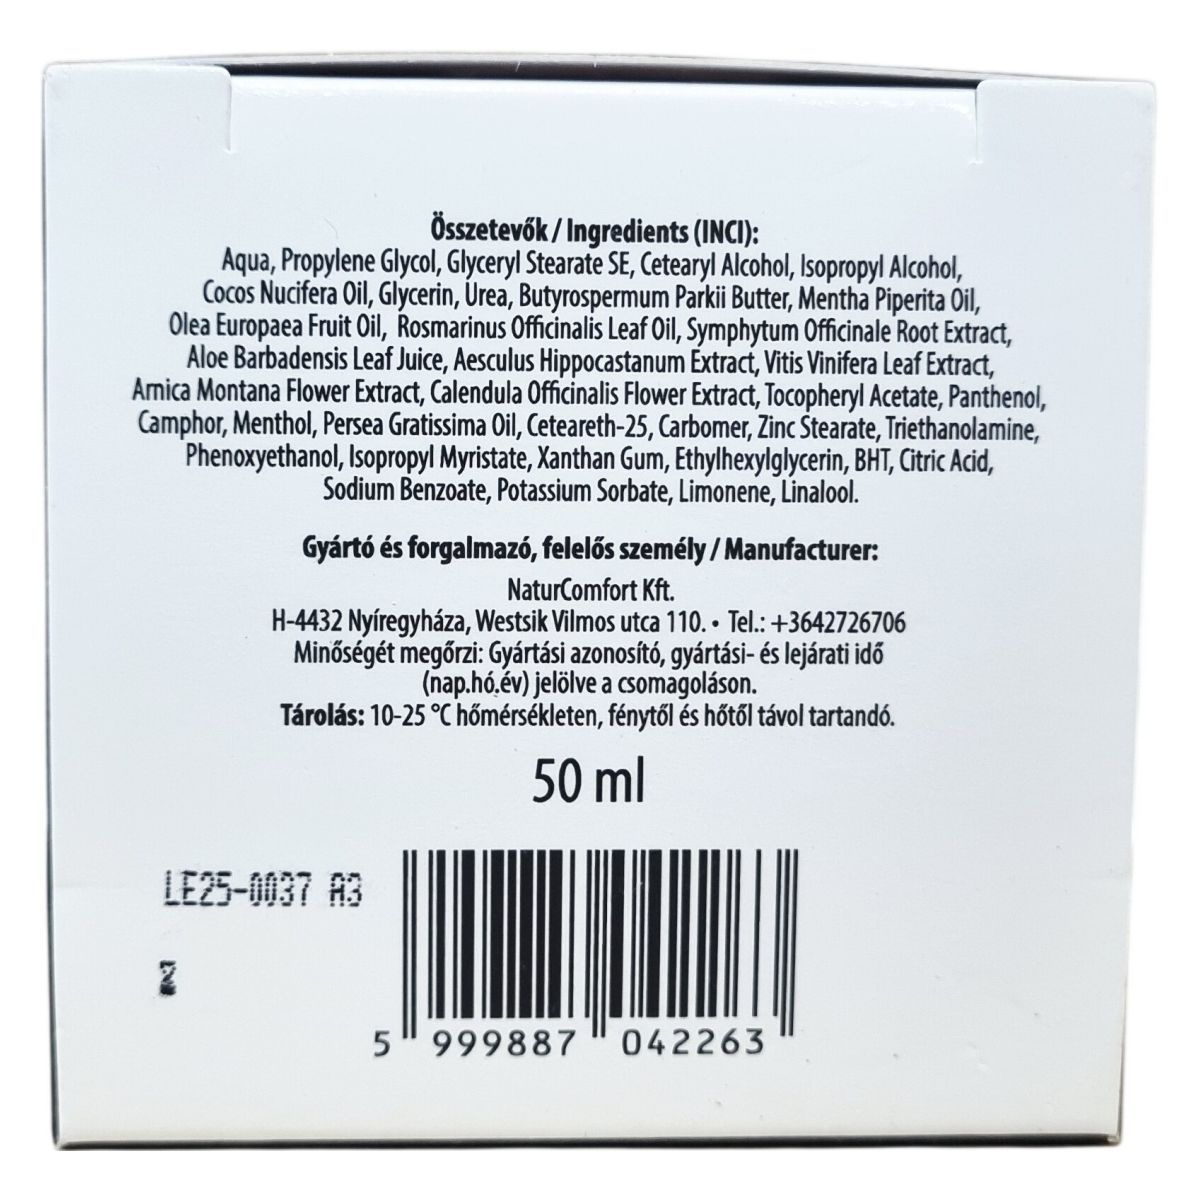 Összetevők / Ingredients (INCI):
Aqua, Propylene Glycol, Glyceryl Stearate SE, Cetearyl Alcohol, Isopropyl Alcohol,
Cocos Nucifera Oil, Glycerin, Urea, Butyrospermum Parkii Butter, Mentha Piperita Oil,
Olea Europaea Fruit Oil, Rosmarinus Officinalis Leaf Oil, Symphytum Officinale Root Extract,
Aloe Barbadensis Leaf Juice, Aesculus Hippocastanum Extract, Vitis Vinifera Leaf Extract,
Arnica Montana Flower Extract, Calendula Officinalis Flower Extract, Tocopheryl Acetate, Panthenol,
Camphor, Menthol, Persea Gratissima Oil, Ceteareth-25, Carbomer, Zinc Stearate, Triethanolamine,
Phenoxyethanol, Isopropyl Myristate, Xanthan Gum, Ethylhexylglycerin, BHT, Citric Acid,
Sodium Benzoate, Potassium Sorbate, Limonene, Linalool.
Gyártó és forgalmazó, felelős személy / Manufacturer:
NaturComfort Kft.
H-4432 Nyíregyháza, Westsik Vilmos utca 110. • Tel.: +3642726706
Minőségét megőrzi: Gyártási azonosító, gyártási- és lejárati idő
(nap.hó.év) jelölve a csomagoláson.
Tárolás: 10-25 °C hőmérsékleten, fénytől és hőtől távol tartandó.
50 ml
LE25-0037 A3
5 999887 042263